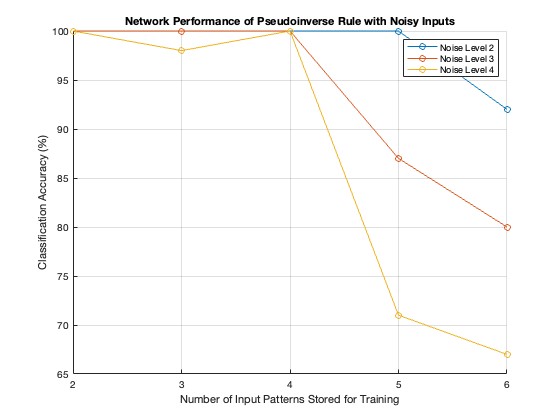 Network Performance of Pseudoinverse Rule with Noisy Inputs
100
95
90
85
80
75
70
65
Classification Accuracy (%)
Noise Level 2
Noise Level 3
Noise Level 4
2 3 4 5 6
Number of Input Patterns Stored for Training